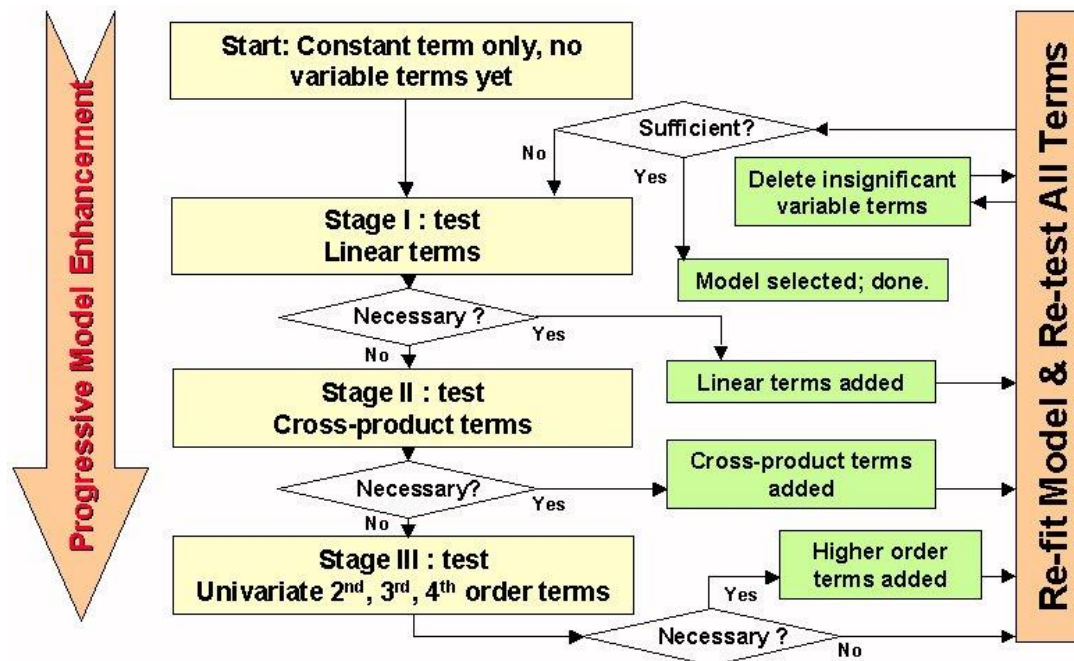 Progressive Model Enhancement
Start: Constant term only, no
variable terms yet
Sufficient?
No
Yes
Delete insignificant
variable terms
Stage I : test
Linear terms
Model selected; done.
Necessary ?
Yes
No
Linear terms added
Stage II : test
Cross-product terms
Cross-product terms
added
Necessary?
Yes
No
Stage III : test
Univariate 2nd, 3rd, 4th order terms
Higher order
terms added
Yes
Necessary ?
No
Re-fit Model & Re-test All Terms